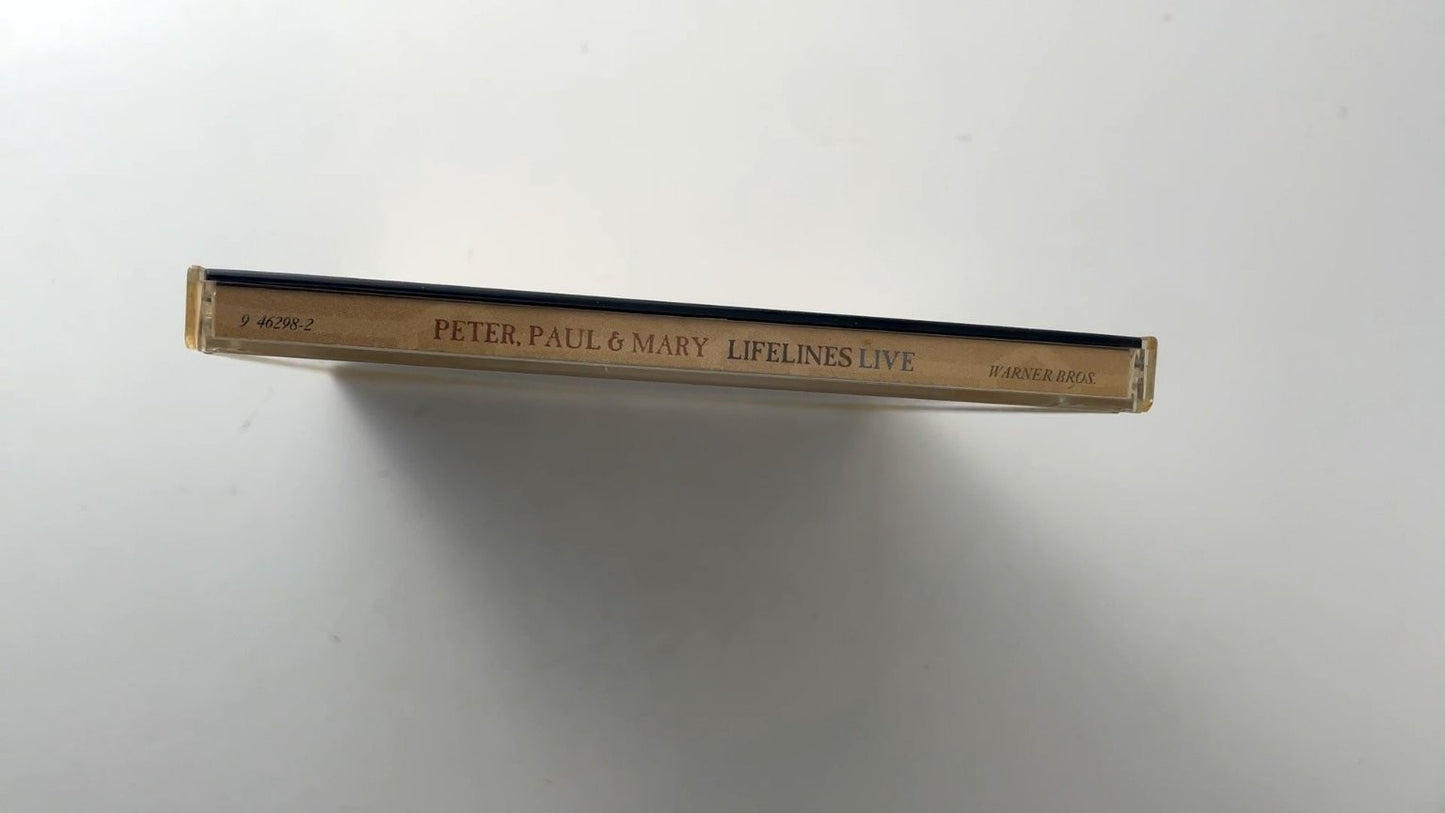 9 46298-2 PETER, PAUL & MARY LIFELINES LIVE WARNER BROS.